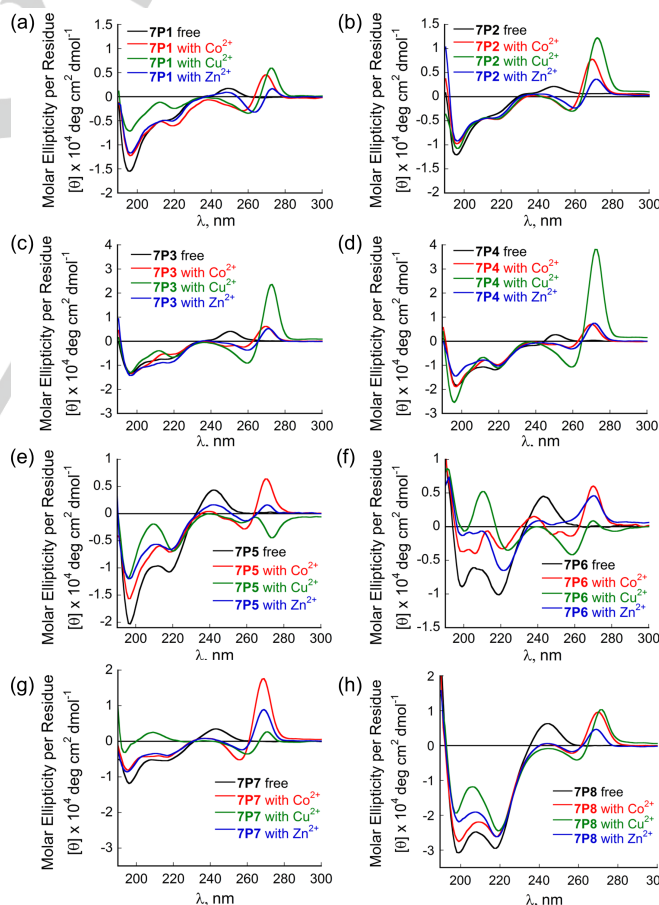 (a)
Molar Ellipticity per Residue
[θ] x 10⁴ deg cm² dmol⁻¹
1.5
1
0.5
0
-0.5
-1
-1.5
-2
7P1 free
7P1 with Co²⁺
7P1 with Cu²⁺
7P1 with Zn²⁺
200 220 240 260 280 300
λ, nm
(b)
Molar Ellipticity per Residue
[θ] x 10⁴ deg cm² dmol⁻¹
1.5
1
0.5
0
-0.5
-1
-1.5
-2
7P2 free
7P2 with Co²⁺
7P2 with Cu²⁺
7P2 with Zn²⁺
200 220 240 260 280 300
λ, nm
(c)
Molar Ellipticity per Residue
[θ] x 10⁴ deg cm² dmol⁻¹
4
3
2
1
0
-1
-2
-3
7P3 free
7P3 with Co²⁺
7P3 with Cu²⁺
7P3 with Zn²⁺
200 220 240 260 280 300
λ, nm
(d)
Molar Ellipticity per Residue
[θ] x 10⁴ deg cm² dmol⁻¹
4
3
2
1
0
-1
-2
-3
7P4 free
7P4 with Co²⁺
7P4 with Cu²⁺
7P4 with Zn²⁺
200 220 240 260 280 300
λ, nm
(e)
Molar Ellipticity per Residue
[θ] x 10⁴ deg cm² dmol⁻¹
1
0.5
0
-0.5
-1
-1.5
-2
7P5 free
7P5 with Co²⁺
7P5 with Cu²⁺
7P5 with Zn²⁺
200 220 240 260 280 300
λ, nm
(f)
Molar Ellipticity per Residue
[θ] x 10⁴ deg cm² dmol⁻¹
1
0.5
0
-0.5
-1
-1.5
7P6 free
7P6 with Co²⁺
7P6 with Cu²⁺
7P6 with Zn²⁺
200 220 240 260 280 300
λ, nm
(g)
Molar Ellipticity per Residue
[θ] x 10⁴ deg cm² dmol⁻¹
2
1
0
-1
-2
-3
7P7 free
7P7 with Co²⁺
7P7 with Cu²⁺
7P7 with Zn²⁺
200 220 240 260 280 300
λ, nm
(h)
Molar Ellipticity per Residue
[θ] x 10⁴ deg cm² dmol⁻¹
2
1
0
-1
-2
-3
7P8 free
7P8 with Co²⁺
7P8 with Cu²⁺
7P8 with Zn²⁺
200 220 240 260 280 300
λ, nm